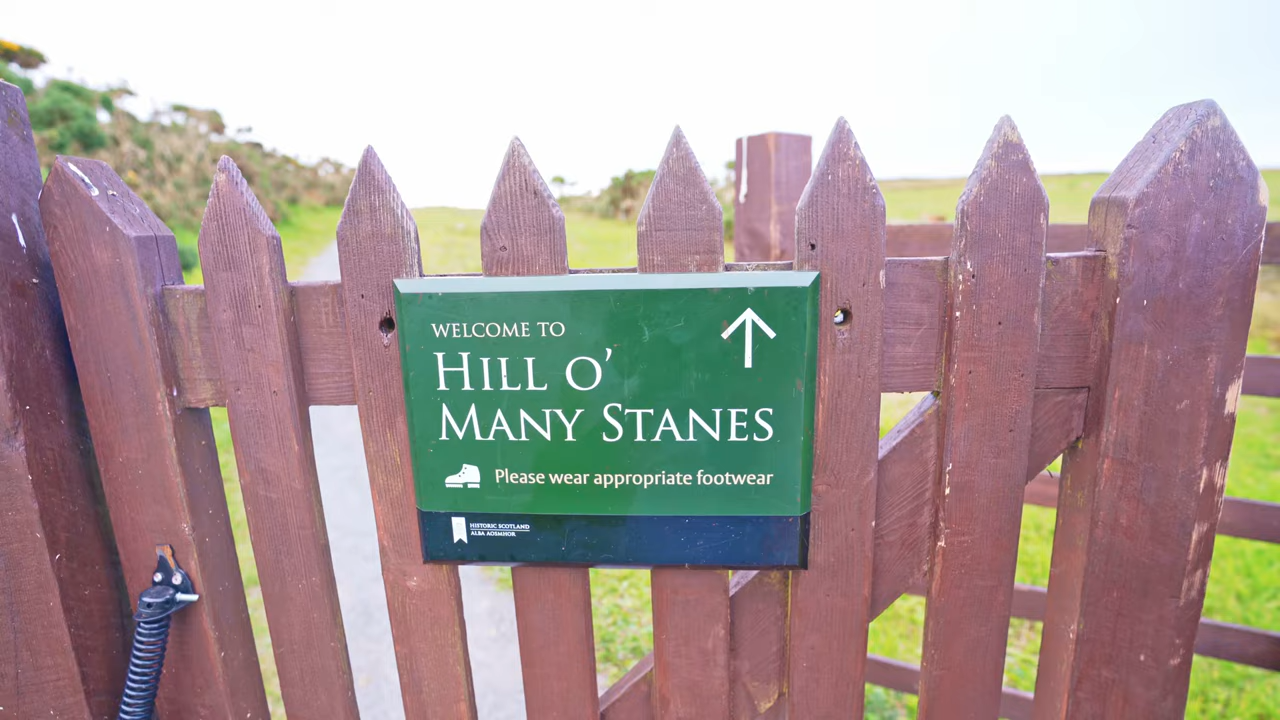 WELCOME TO
HILL O'
MANY STANES
Please wear appropriate footwear
HISTORIC SCOTLAND
ALBA AOSMHOR